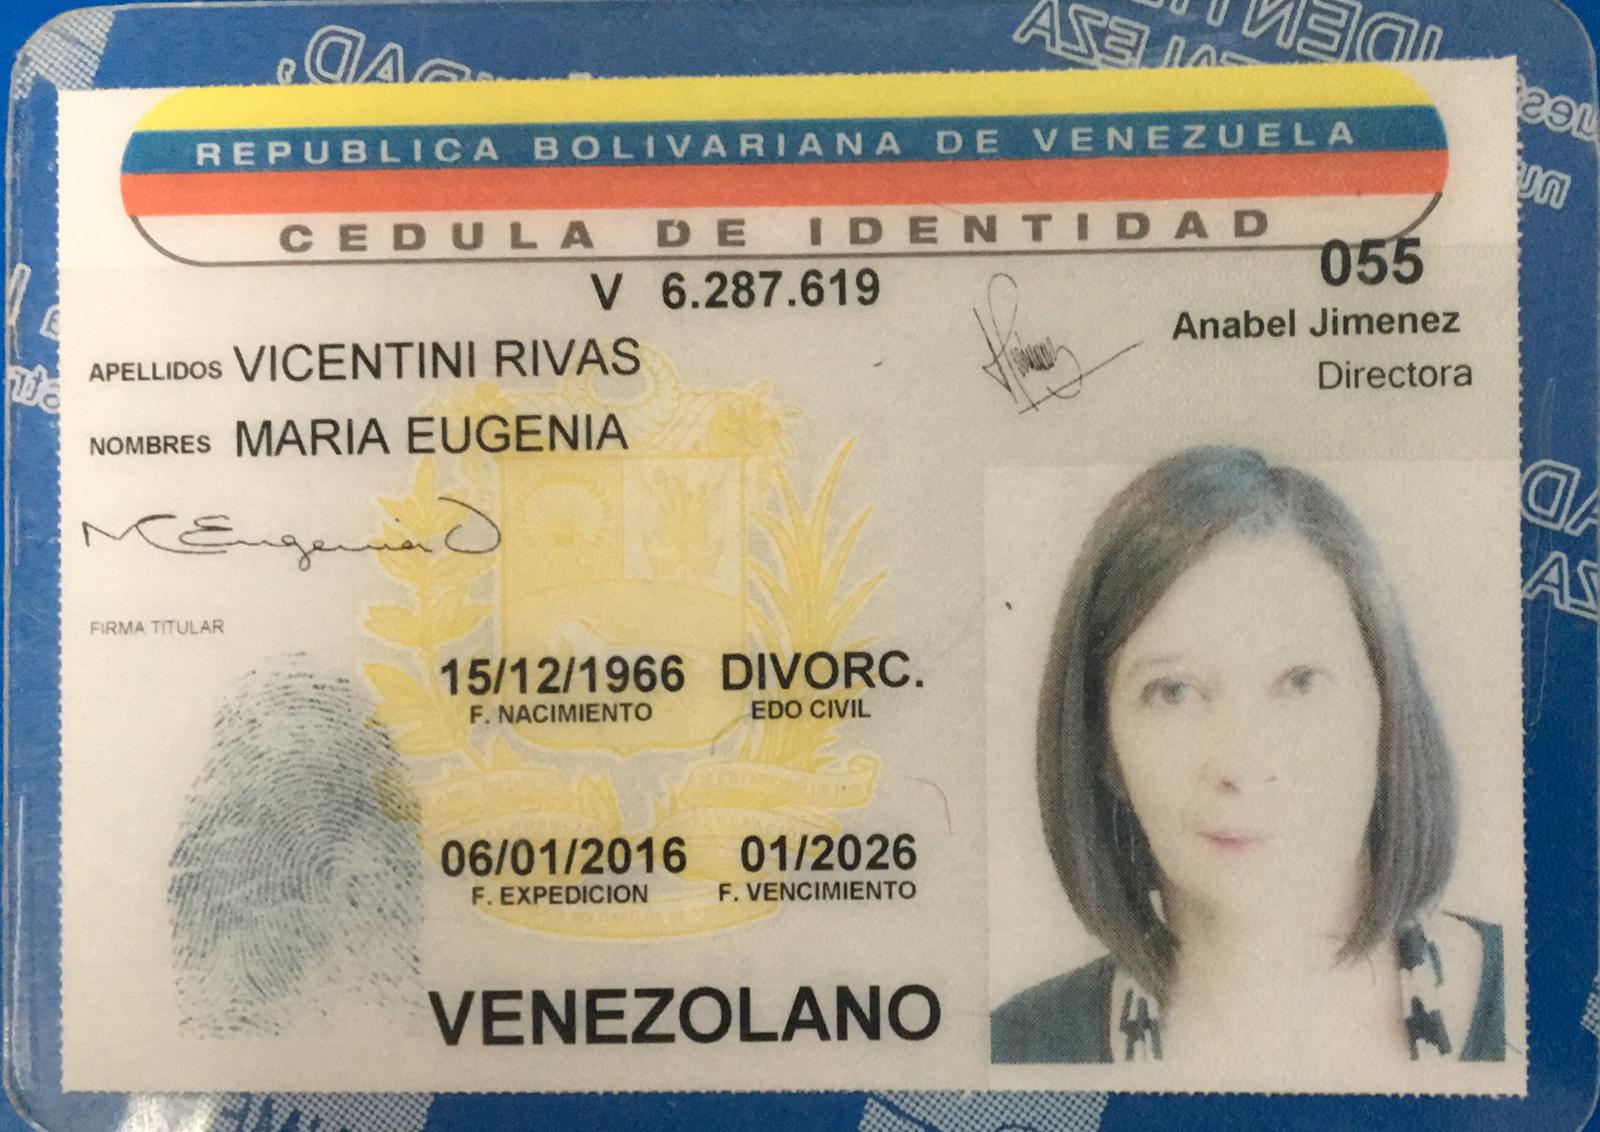 REPUBLICA BOLIVARIANA DE VENEZUELA
CEDULA DE IDENTIDAD
V 6.287.619
055
Anabel Jimenez
Directora
APELLIDOS VICENTINI RIVAS
NOMBRES MARIA EUGENIA
M Eugenia
FIRMA TITULAR
15/12/1966 DIVORC.
F. NACIMIENTO EDO CIVIL
06/01/2016 01/2026
F. EXPEDICION F. VENCIMIENTO
VENEZOLANO